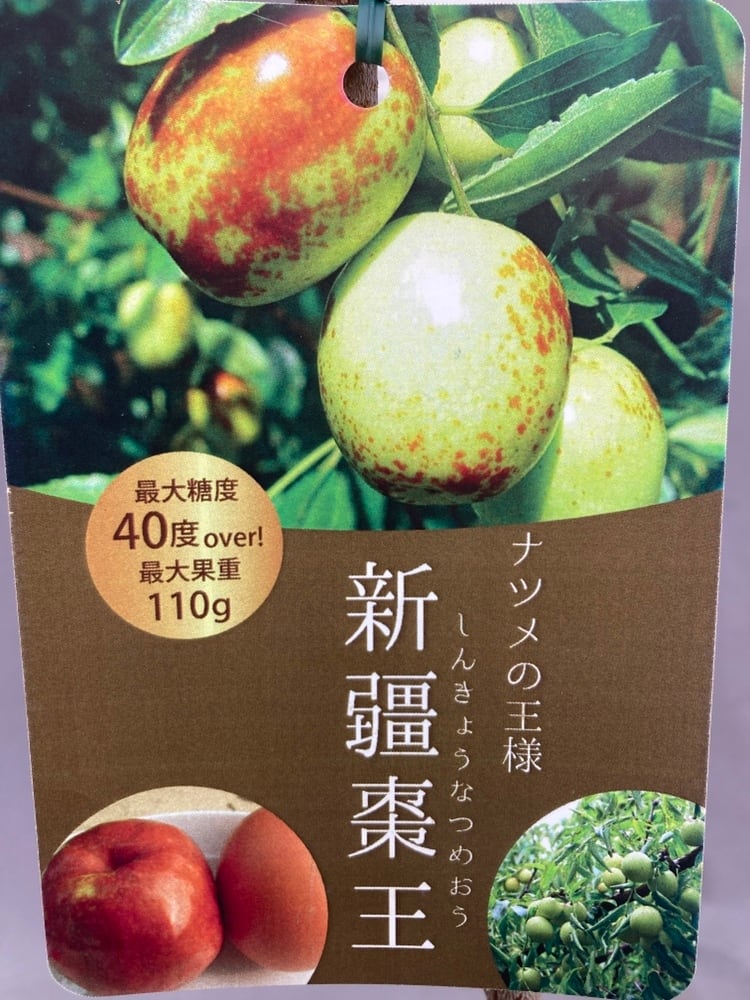 最大糖度
40度over!
最大果重
110g
ナツメの王様
しんきょうなつめおう
新疆棗王